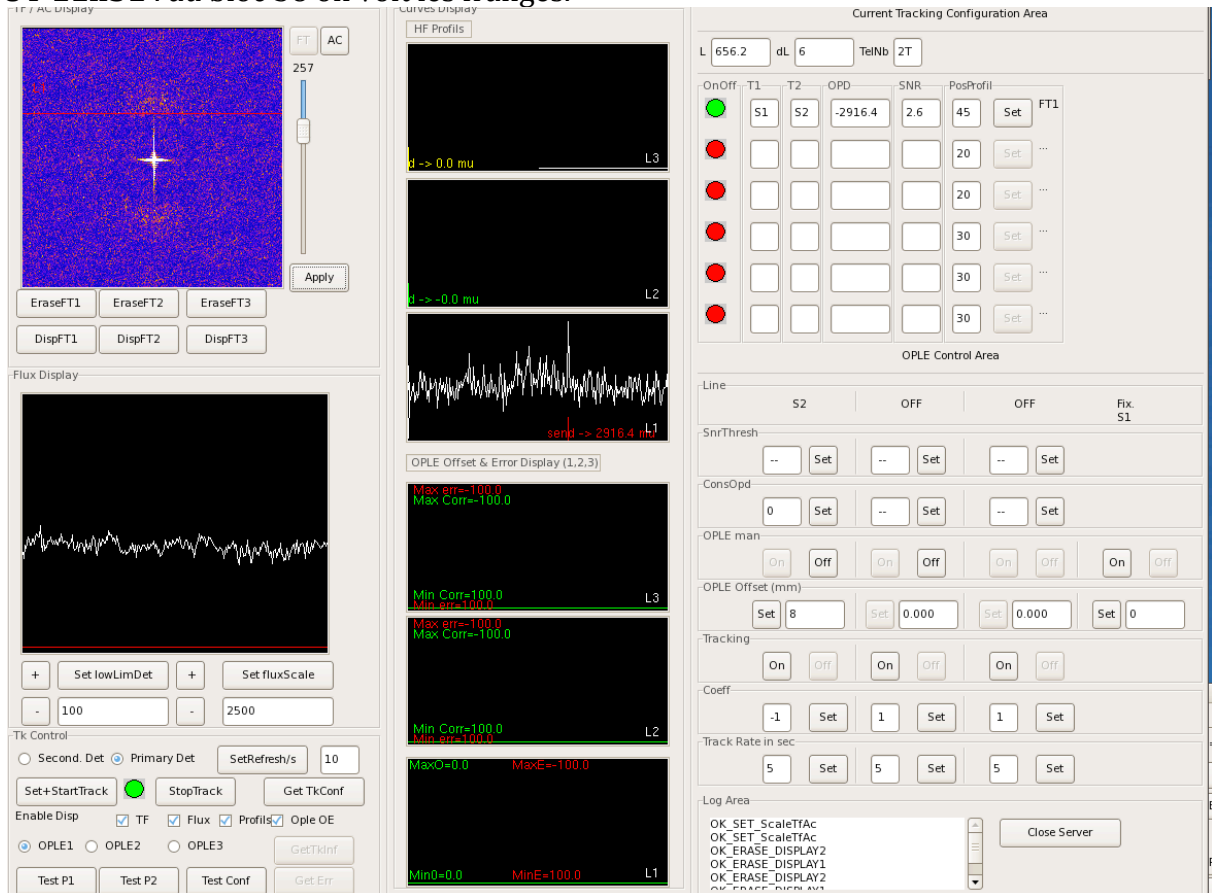 au bloc 80 on voit les franges.
TF / AC Display
FT AC
257
Apply
EraseFT1 EraseFT2 EraseFT3
DispFT1 DispFT2 DispFT3
Flux Display
+ Set lowLimDet + Set fluxScale
- 100 - 2500
Tk Control
Second. Det Primary Det SetRefresh/s 10
Set+StartTrack StopTrack Get TkConf
Enable Disp TF Flux Profils Ople OE
OPLE1 OPLE2 OPLE3 GetTkInf
Test P1 Test P2 Test Conf Get Err
Curves Display
HF Profils
d -> 0.0 mu L3
d -> -0.0 mu L2
send -> 2916.4 mu L1
OPLE Offset & Error Display (1,2,3)
Max err=-100.0
Max Corr=-100.0
Min Corr=100.0 L3
Min err=100.0
Max err=-100.0
Max Corr=-100.0
Min Corr=100.0 L2
Min err=100.0
MaxO=0.0 MaxE=-100.0
MinO=0.0 MinE=100.0 L1
Current Tracking Configuration Area
L 656.2 dL 6 TelNb 2T
OnOff T1 T2 OPD SNR PosProfil
S1 S2 -2916.4 2.6 45 Set FT1
20 Set ...
20 Set ...
30 Set ...
30 Set ...
30 Set ...
OPLE Control Area
Line
S2 OFF OFF Fix.
S1
SnrThresh
-- Set -- Set -- Set
ConsOpd
0 Set -- Set -- Set
OPLE man
On Off On Off On Off On Off
OPLE Offset (mm)
Set 8 Set 0.000 Set 0.000 Set 0
Tracking
On Off On Off On Off
Coeff
-1 Set 1 Set 1 Set
Track Rate in sec
5 Set 5 Set 5 Set
Log Area
OK_SET_ScaleTfAc
OK_SET_ScaleTfAc
OK_ERASE_DISPLAY2
OK_ERASE_DISPLAY1
OK_ERASE_DISPLAY2
OK_ERASE_DISPLAY1
Close Server